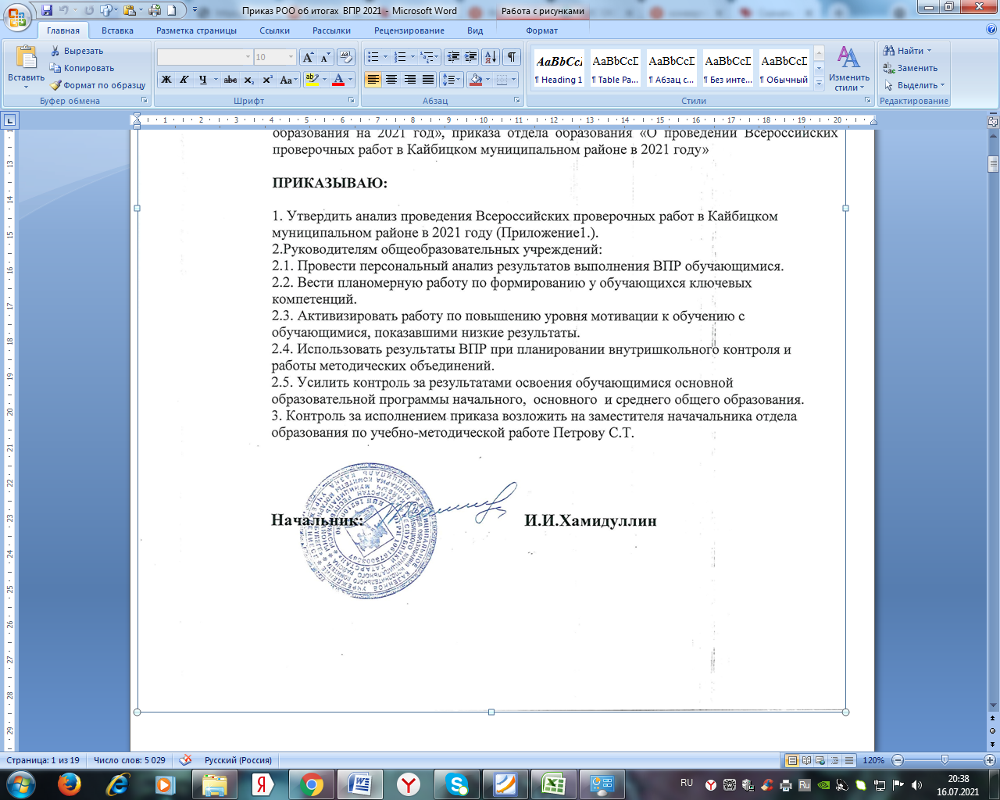 Приказ РОО об итогах ВПР 2021 - Microsoft Word
Работа с рисунками
Главная
Вставка
Разметка страницы
Ссылки
Рассылки
Рецензирование
Вид
Формат
Вставить
Вырезать
Копировать
Формат по образцу
Буфер обмена
10
Ж К Ч abc x₂ x² Aa
Шрифт
Абзац
AaBbCcI AaBbCcI AaBbCcI AaBbCcI AaBbCcI
¶ Heading 1
¶ Table Pa...
¶ Абзац с...
¶ Без инте...
¶ Обычный
Изменить стили
Стили
Найти
Заменить
Выделить
Редактирование
образования на 2021 год», приказа отдела образования «О проведении Всероссийских
проверочных работ в Кайбицком муниципальном районе в 2021 году»
ПРИКАЗЫВАЮ:
1. Утвердить анализ проведения Всероссийских проверочных работ в Кайбицком
муниципальном районе в 2021 году (Приложение1.).
2.Руководителям общеобразовательных учреждений:
2.1. Провести персональный анализ результатов выполнения ВПР обучающимися.
2.2. Вести планомерную работу по формированию у обучающихся ключевых
компетенций.
2.3. Активизировать работу по повышению уровня мотивации к обучению с
обучающимися, показавшими низкие результаты.
2.4. Использовать результаты ВПР при планировании внутришкольного контроля и
работы методических объединений.
2.5. Усилить контроль за результатами освоения обучающимися основной
образовательной программы начального, основного и среднего общего образования.
3. Контроль за исполнением приказа возложить на заместителя начачальника отдела
образования по учебно-методической работе Петрову С.Т.
Начальник:
И.И.Хамидуллин
Страница: 1 из 19
Число слов: 5 029
Русский (Россия)
120%
RU
Ru
20:38
16.07.2021